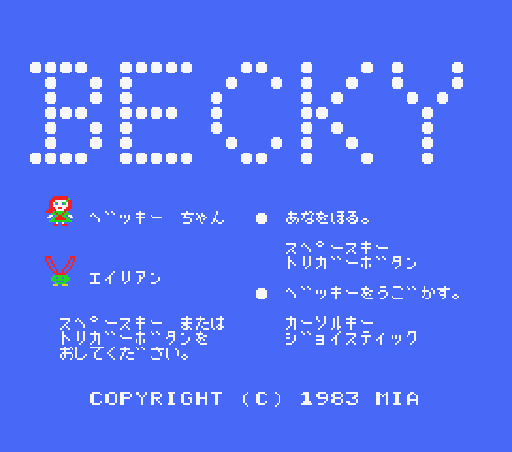 BECKY
ベッキー ちゃん
エイリアン
スペースキー または
トリガーボタンを
おしてください。
● あなをほる。
スペースキー
トリガーボタン
● ベッキーをうごかす。
カーソルキー
ジョイスティック
COPYRIGHT (C) 1983 MIA